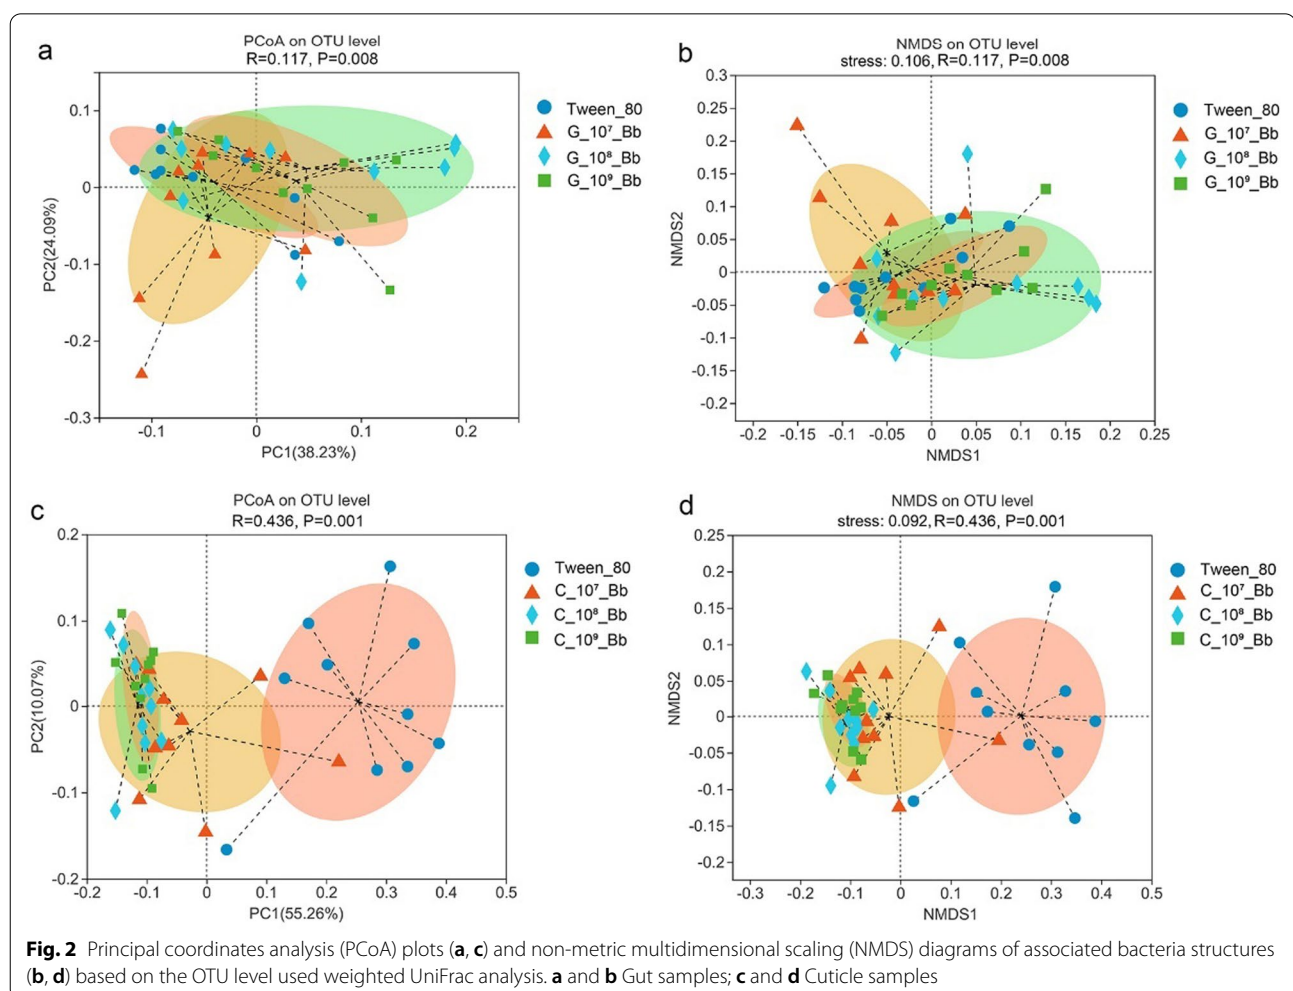 a
PCoA on OTU level
R=0.117, P=0.008
0.1
0
-0.1
-0.2
-0.3
PC2(24.09%)
-0.1
0
0.1
0.2
PC1(38.23%)
Tween_80
G_10⁷_Bb
G_10⁸_Bb
G_10⁹_Bb
b
NMDS on OTU level
stress: 0.106, R=0.117, P=0.008
0.3
0.25
0.2
0.15
0.1
0.05
0
-0.05
-0.1
-0.15
-0.2
NMDS2
-0.2
-0.15
-0.1
-0.05
0
0.05
0.1
0.15
0.2
0.25
NMDS1
Tween_80
G_10⁷_Bb
G_10⁸_Bb
G_10⁹_Bb
c
PCoA on OTU level
R=0.436, P=0.001
0.2
0.1
0
-0.1
-0.2
PC2(10.07%)
-0.2
-0.1
0
0.1
0.2
0.3
0.4
0.5
PC1(55.26%)
Tween_80
C_10⁷_Bb
C_10⁸_Bb
C_10⁹_Bb
d
NMDS on OTU level
stress: 0.092, R=0.436, P=0.001
0.25
0.2
0.15
0.1
0.05
0
-0.05
-0.1
-0.15
-0.2
NMDS2
-0.3
-0.2
-0.1
0
0.1
0.2
0.3
0.4
0.5
NMDS1
Tween_80
C_10⁷_Bb
C_10⁸_Bb
C_10⁹_Bb
Fig. 2 Principal coordinates analysis (PCoA) plots (a, c) and non-metric multidimensional scaling (NMDS) diagrams of associated bacteria structures
(b, d) based on the OTU level used weighted UniFrac analysis. a and b Gut samples; c and d Cuticle samples